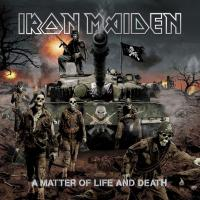 IRON MAIDEN
A MATTER OF LIFE AND DEATH